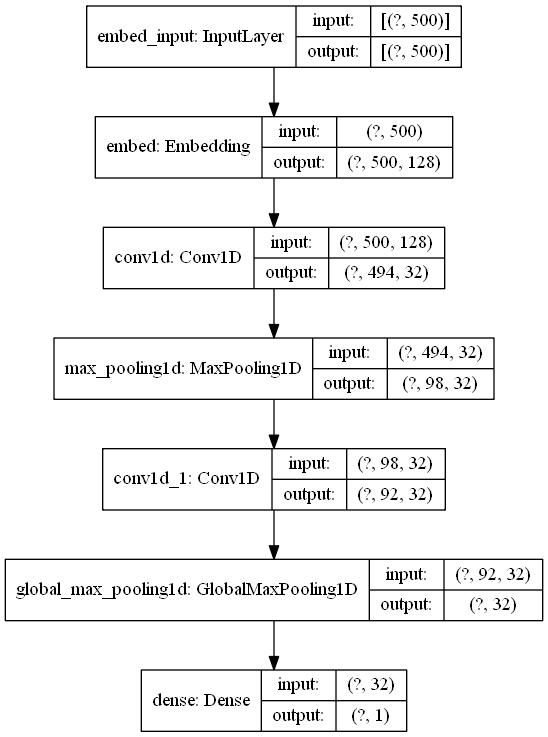 embed_input: InputLayer
input: [(?, 500)]
output: [(?, 500)]
embed: Embedding
input: (?, 500)
output: (?, 500, 128)
conv1d: Conv1D
input: (?, 500, 128)
output: (?, 494, 32)
max_pooling1d: MaxPooling1D
input: (?, 494, 32)
output: (?, 98, 32)
conv1d_1: Conv1D
input: (?, 98, 32)
output: (?, 92, 32)
global_max_pooling1d: GlobalMaxPooling1D
input: (?, 92, 32)
output: (?, 32)
dense: Dense
input: (?, 32)
output: (?, 1)